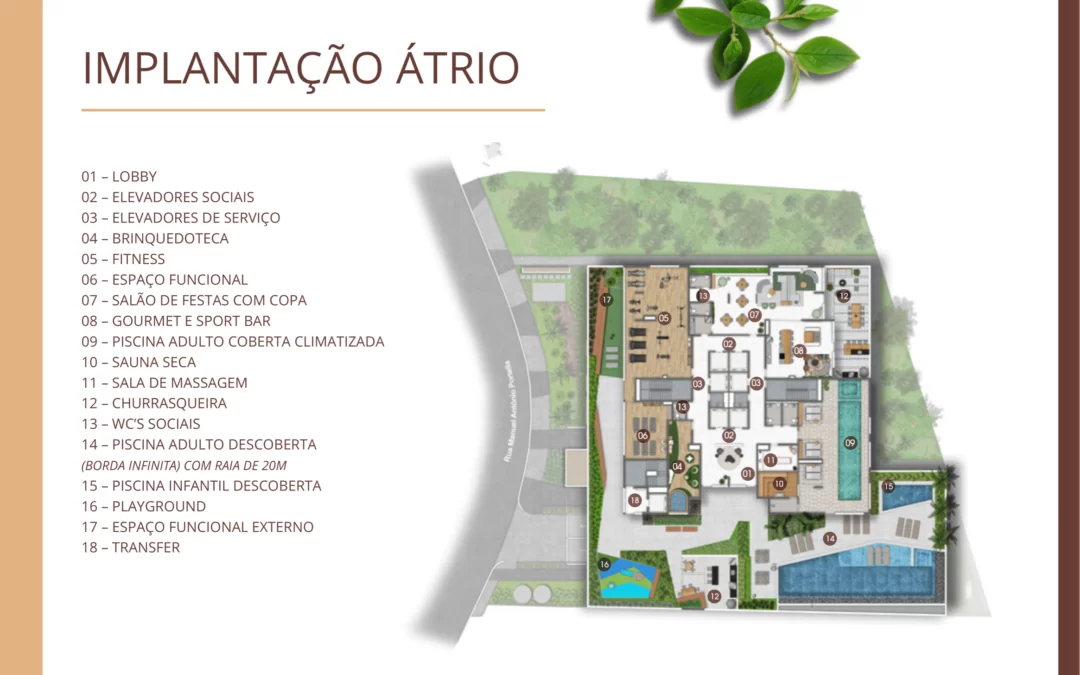 IMPLANTAÇÃO ÁTRIO
01 – LOBBY
02 – ELEVADORES SOCIAIS
03 – ELEVADORES DE SERVIÇO
04 – BRINQUEDOTECA
05 – FITNESS
06 – ESPAÇO FUNCIONAL
07 – SALÃO DE FESTAS COM COPA
08 – GOURMET E SPORT BAR
09 – PISCINA ADULTO COBERTA CLIMATIZADA
10 – SAUNA SECA
11 – SALA DE MASSAGEM
12 – CHURRASQUEIRA
13 – WC'S SOCIAIS
14 – PISCINA ADULTO DESCOBERTA
(BORDA INFINITA) COM RAIA DE 20M
15 – PISCINA INFANTIL DESCOBERTA
16 – PLAYGROUND
17 – ESPAÇO FUNCIONAL EXTERNO
18 – TRANSFER
Rua Manuel Antônio Portella
17
13
12
05
07
02
08
03
03
13
06
02
09
11
04
01
10
15
18
14
16
12